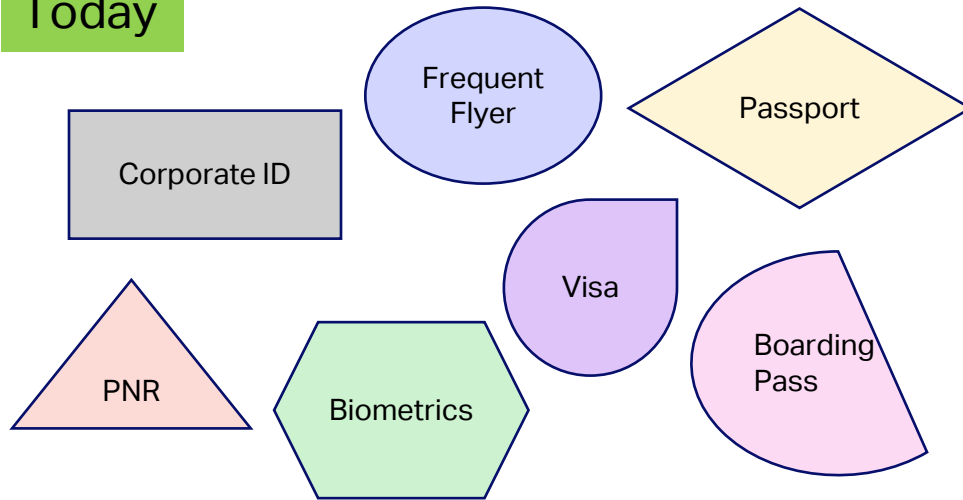 Today
Frequent
Flyer
Passport
Corporate ID
Visa
Boarding
Pass
PNR
Biometrics